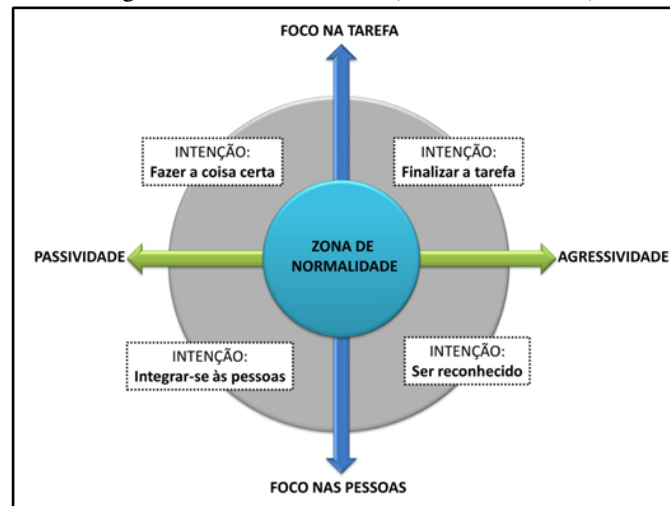 FOCO NA TAREFA
INTENÇÃO:
Fazer a coisa certa
INTENÇÃO:
Finalizar a tarefa
PASSIVIDADE
ZONA DE
NORMALIDADE
AGRESSIVIDADE
INTENÇÃO:
Integrar-se às pessoas
INTENÇÃO:
Ser reconhecido
FOCO NAS PESSOAS